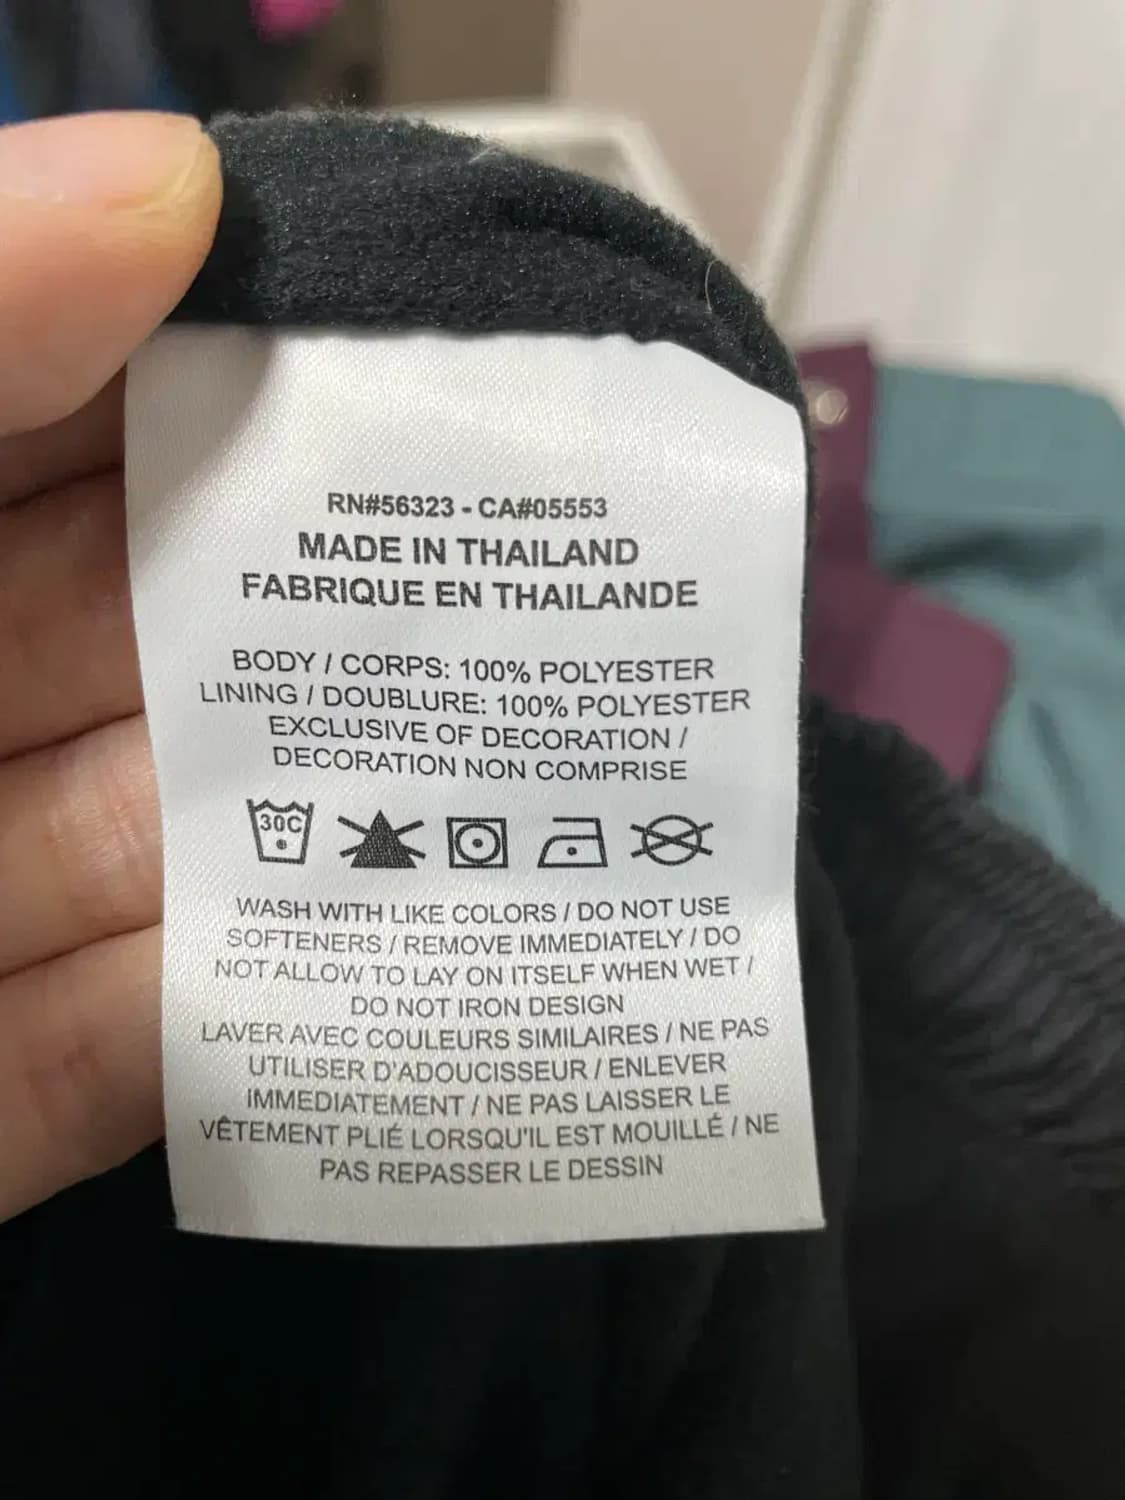 RN#56323 - CA#05553
MADE IN THAILAND
FABRIQUE EN THAILANDE
BODY / CORPS: 100% POLYESTER
LINING / DOUBLURE: 100% POLYESTER
EXCLUSIVE OF DECORATION /
DECORATION NON COMPRISE
30C
WASH WITH LIKE COLORS / DO NOT USE
SOFTENERS / REMOVE IMMEDIATELY / DO
NOT ALLOW TO LAY ON ITSELF WHEN WET /
DO NOT IRON DESIGN
LAVER AVEC COULEURS SIMILAIRES / NE PAS
UTILISER D'ADOUCISSEUR / ENLEVER
IMMEDIATEMENT / NE PAS LAISSER LE
VÊTEMENT PLIÉ LORSQU'IL EST MOUILLÉ / NE
PAS REPASSER LE DESSIN